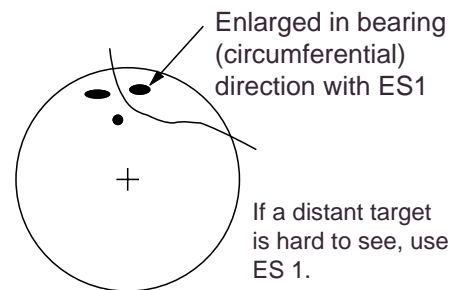 Enlarged in bearing
(circumferential)
direction with ES1
If a distant target
is hard to see, use
ES 1.